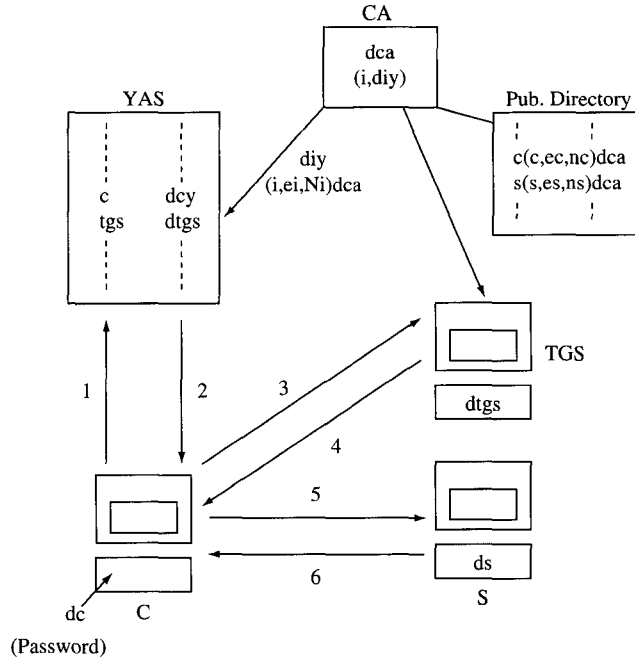 CA
dca
(i,diy)
YAS
Pub. Directory
diy
(i,ei,Ni)dca
c(c,ec,nc)dca
s(s,es,ns)dca
c
dcy
tgs
dtgs
TGS
1
2
3
4
dtgs
5
6
ds
dc
C
S
(Password)